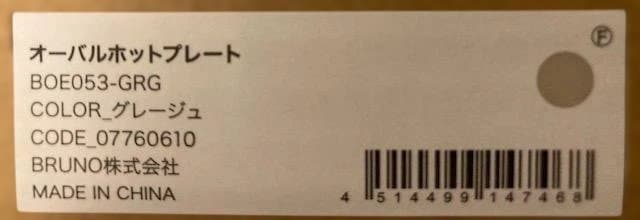 オーバルホットプレート
BOE053-GRG
COLOR_グレージュ
CODE_07760610
BRUNO株式会社
MADE IN CHINA
Ⓕ
4 514499 147468